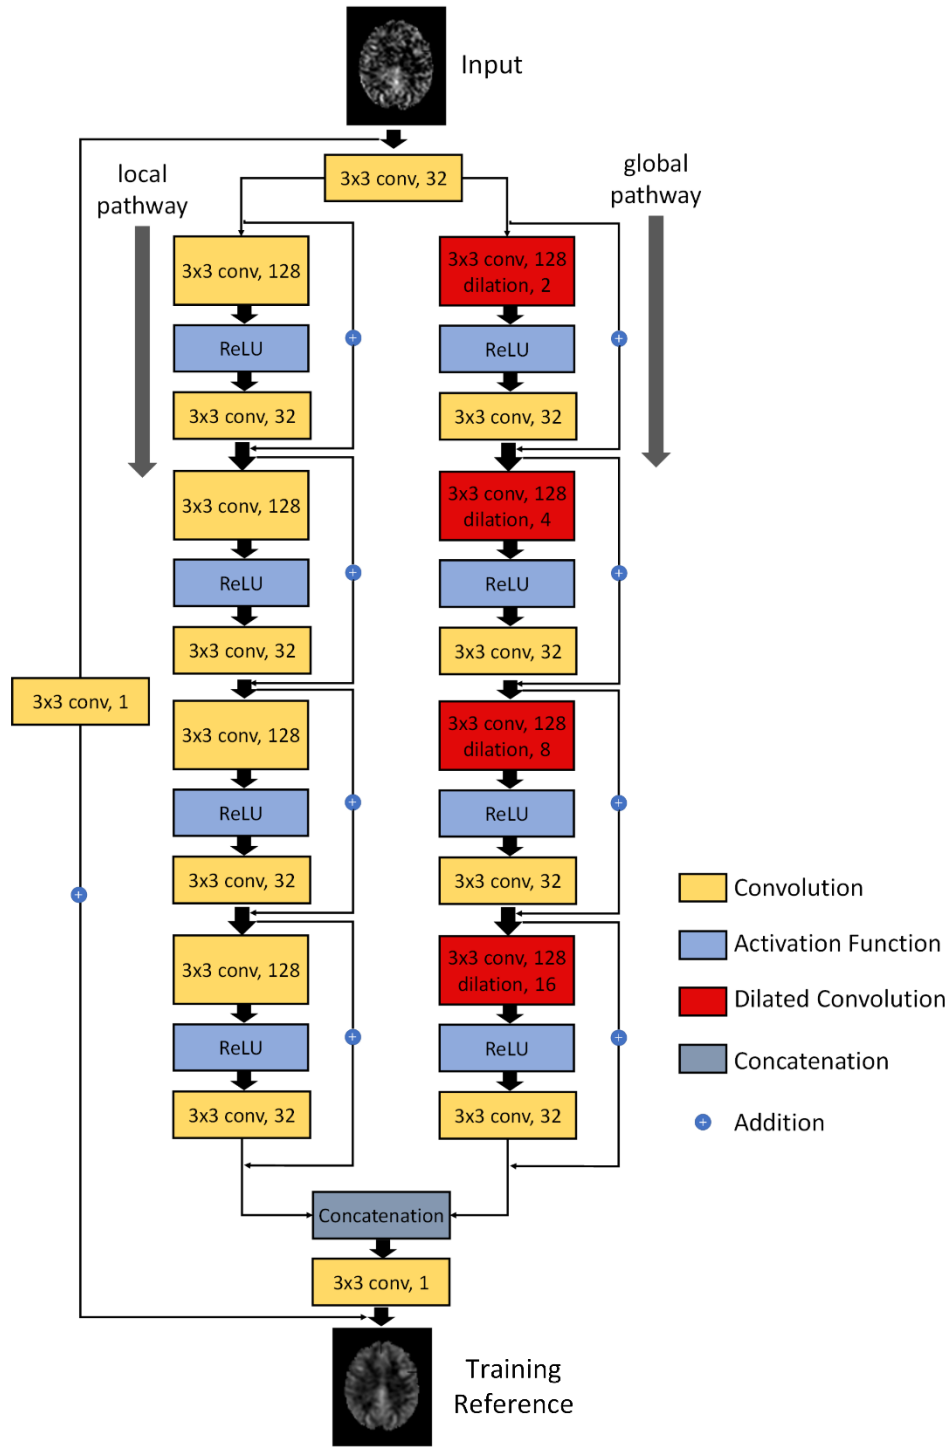 Input
3x3 conv, 32
local
pathway
global
pathway
3x3 conv, 128
ReLU
3x3 conv, 32
3x3 conv, 128
ReLU
3x3 conv, 32
3x3 conv, 128
ReLU
3x3 conv, 32
3x3 conv, 128
ReLU
3x3 conv, 32
3x3 conv, 128
dilation, 2
ReLU
3x3 conv, 32
3x3 conv, 128
dilation, 4
ReLU
3x3 conv, 32
3x3 conv, 128
dilation, 8
ReLU
3x3 conv, 32
3x3 conv, 128
dilation, 16
ReLU
3x3 conv, 32
3x3 conv, 1
Concatenation
3x3 conv, 1
Training
Reference
Convolution
Activation Function
Dilated Convolution
Concatenation
Addition